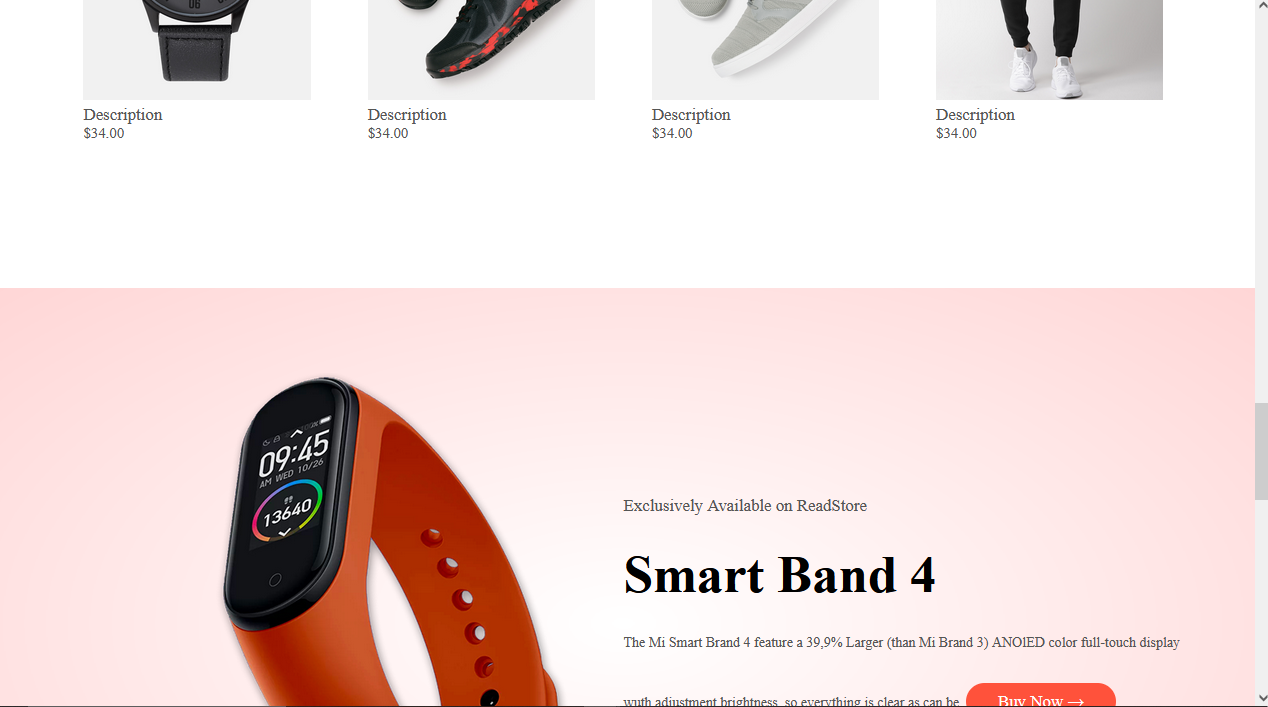 06
Description
Description
Description
Description
$34.00
$34.00
$34.00
$34.00
09:45
AM WED 10/26
13640
Exclusively Available on ReadStore
Smart Band 4
The Mi Smart Brand 4 feature a 39,9% Larger (than Mi Brand 3) ANOlED color full-touch display
wuth adjustment brightness, so everything is clear as can be
Buy Now →